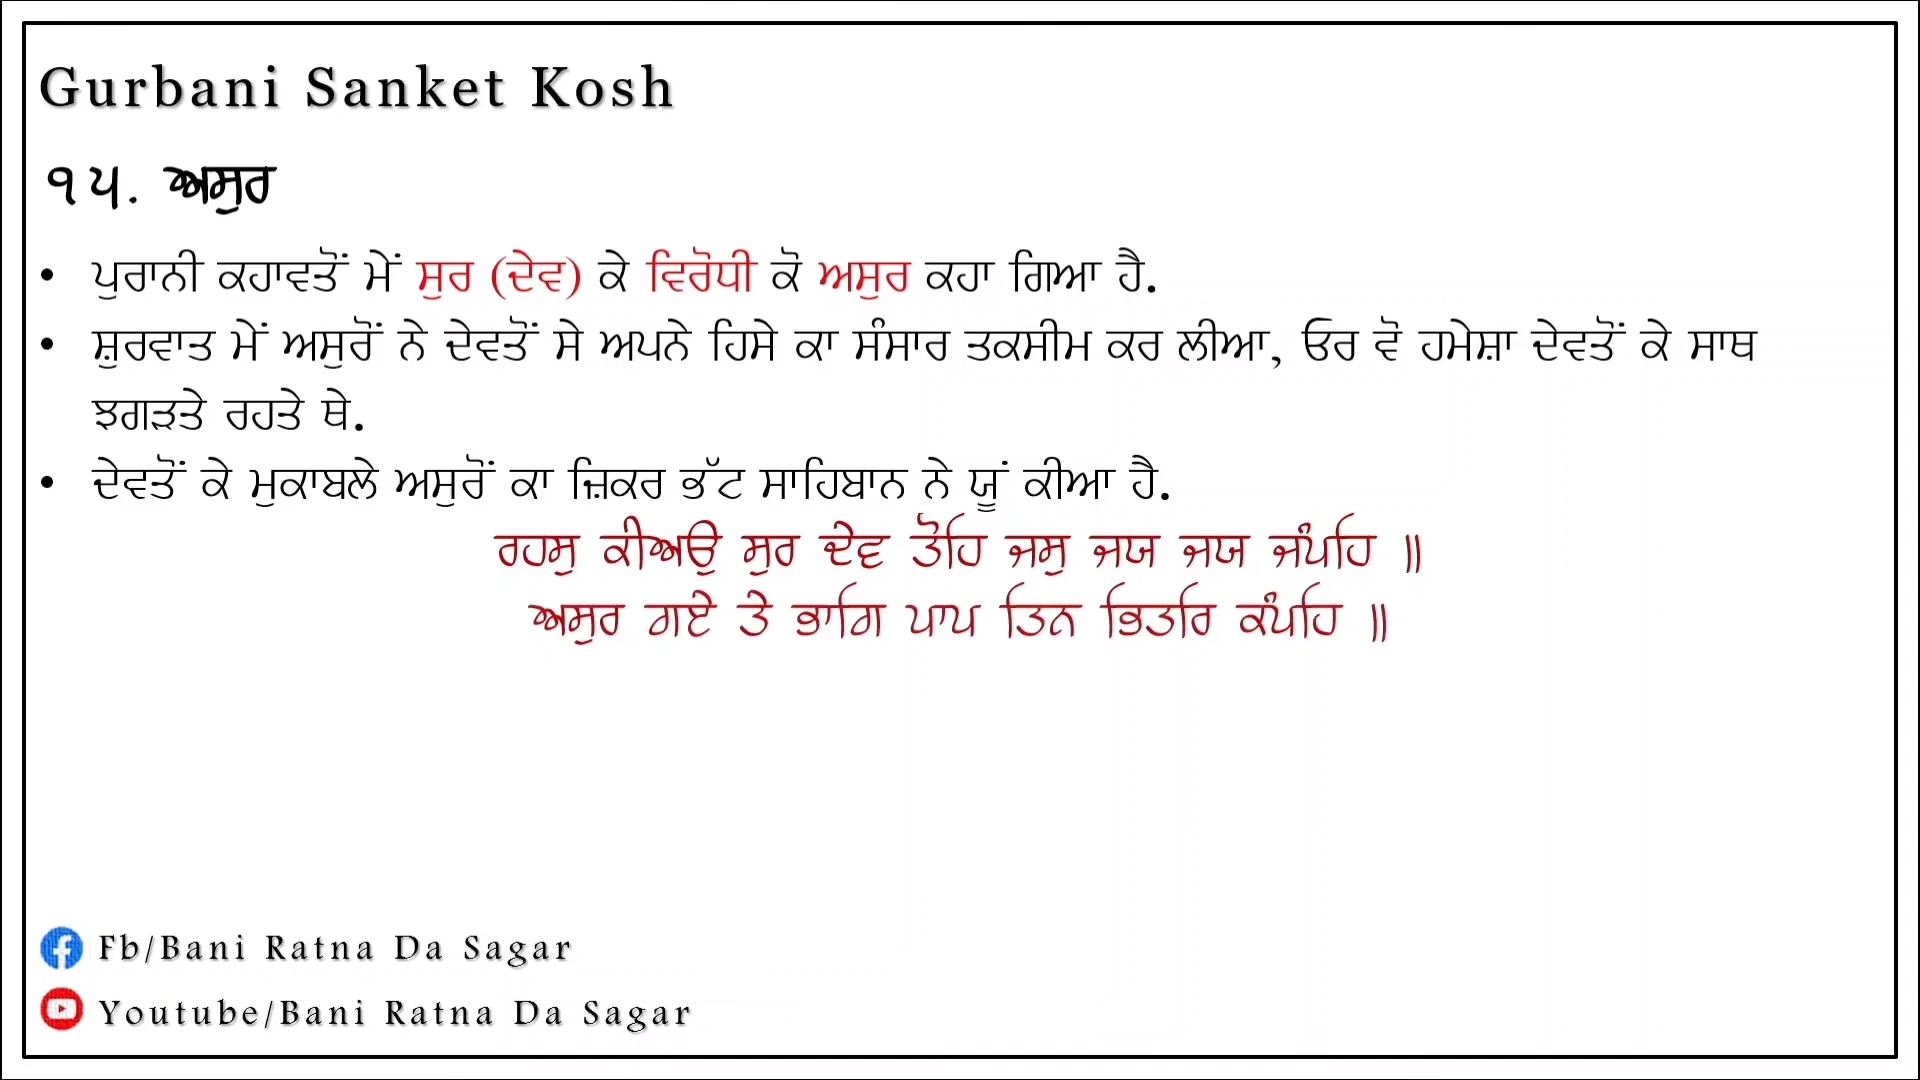 Gurbani Sanket Kosh
੧੫. ਅਸੁਰ
• ਪੁਰਾਨੀ ਕਹਾਵਤੋਂ ਮੇਂ ਸੁਰ (ਦੇਵ) ਕੇ ਵਿਰੋਧੀ ਕੋ ਅਸੁਰ ਕਹਾ ਗਿਆ ਹੈ.
• ਸ਼ੁਰਵਾਤ ਮੇਂ ਅਸੁਰੋਂ ਨੇ ਦੇਵਤੋਂ ਸੇ ਅਪਨੇ ਹਿਸੇ ਕਾ ਸੰਸਾਰ ਤਕਸੀਮ ਕਰ ਲੀਆ, ਓਰ ਵੋ ਹਮੇਸ਼ਾ ਦੇਵਤੋਂ ਕੇ ਸਾਥ
ਝਗੜਤੇ ਰਹਤੇ ਥੇ.
• ਦੇਵਤੋਂ ਕੇ ਮੁਕਾਬਲੇ ਅਸੁਰੋਂ ਕਾ ਜ਼ਿਕਰ ਭੱਟ ਸਾਹਿਬਾਨ ਨੇ ਯੂੰ ਕੀਆ ਹੈ.
ਰਹਸੁ ਕੀਅਉ ਸੁਰ ਦੇਵ ਤੋਹਿ ਜਸੁ ਜਯ ਜਯ ਜੰਪਹਿ ॥
ਅਸੁਰ ਗਏ ਤੇ ਭਾਗਿ ਪਾਪ ਤਿਨ ਭਿਤਰਿ ਕੰਪਹਿ ॥
Fb/Bani Ratna Da Sagar
Youtube/Bani Ratna Da Sagar